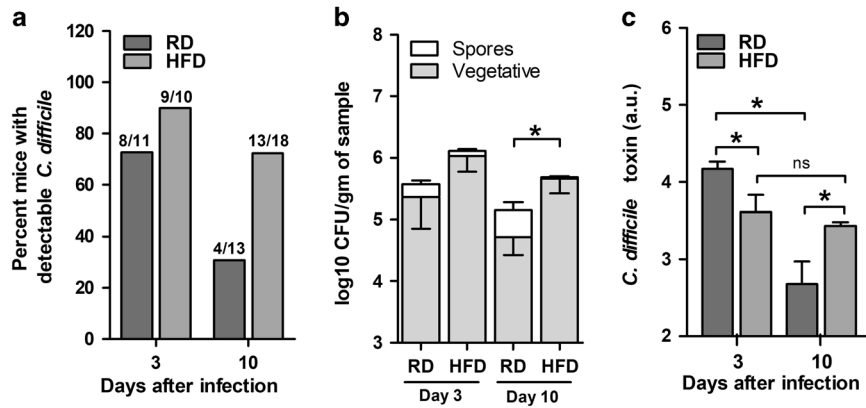 a
Percent mice with
detectable C. difficile
120
100
80
60
40
20
0
RD
HFD
8/11
9/10
4/13
13/18
3
10
Days after infection
b
log10 CFU/gm of sample
8
7
6
5
4
3
Spores
Vegetative
*
RD
HFD
RD
HFD
Day 3
Day 10
c
C. difficile toxin (a.u.)
6
5
4
3
2
RD
HFD
*
*
ns
*
3
10
Days after infection